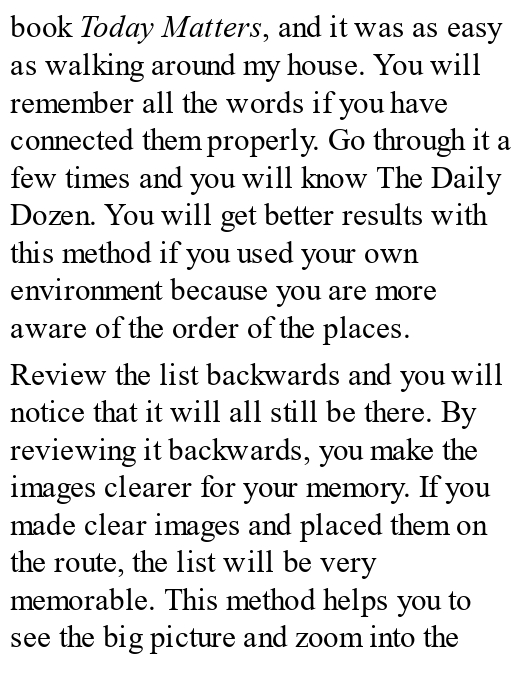 book Today Matters, and it was as easy
as walking around my house. You will
remember all the words if you have
connected them properly. Go through it a
few times and you will know The Daily
Dozen. You will get better results with
this method if you used your own
environment because you are more
aware of the order of the places.
Review the list backwards and you will
notice that it will all still be there. By
reviewing it backwards, you make the
images clearer for your memory. If you
made clear images and placed them on
the route, the list will be very
memorable. This method helps you to
see the big picture and zoom into the